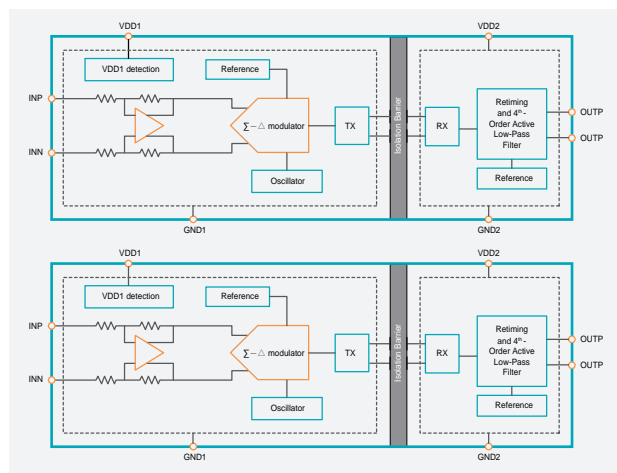 VDD1
VDD2
VDD1 detection
Reference
INP
INN
∑−△ modulator
Oscillator
TX
Isolation Barrier
RX
Retiming
and 4th -
Order Active
Low-Pass
Filter
Reference
OUTP
OUTP
GND1
GND2
VDD1
VDD2
VDD1 detection
Reference
INP
INN
∑−△ modulator
Oscillator
TX
Isolation Barrier
RX
Retiming
and 4th-
Order Active
Low-Pass
Filter
Reference
OUTP
OUTP
GND1
GND2